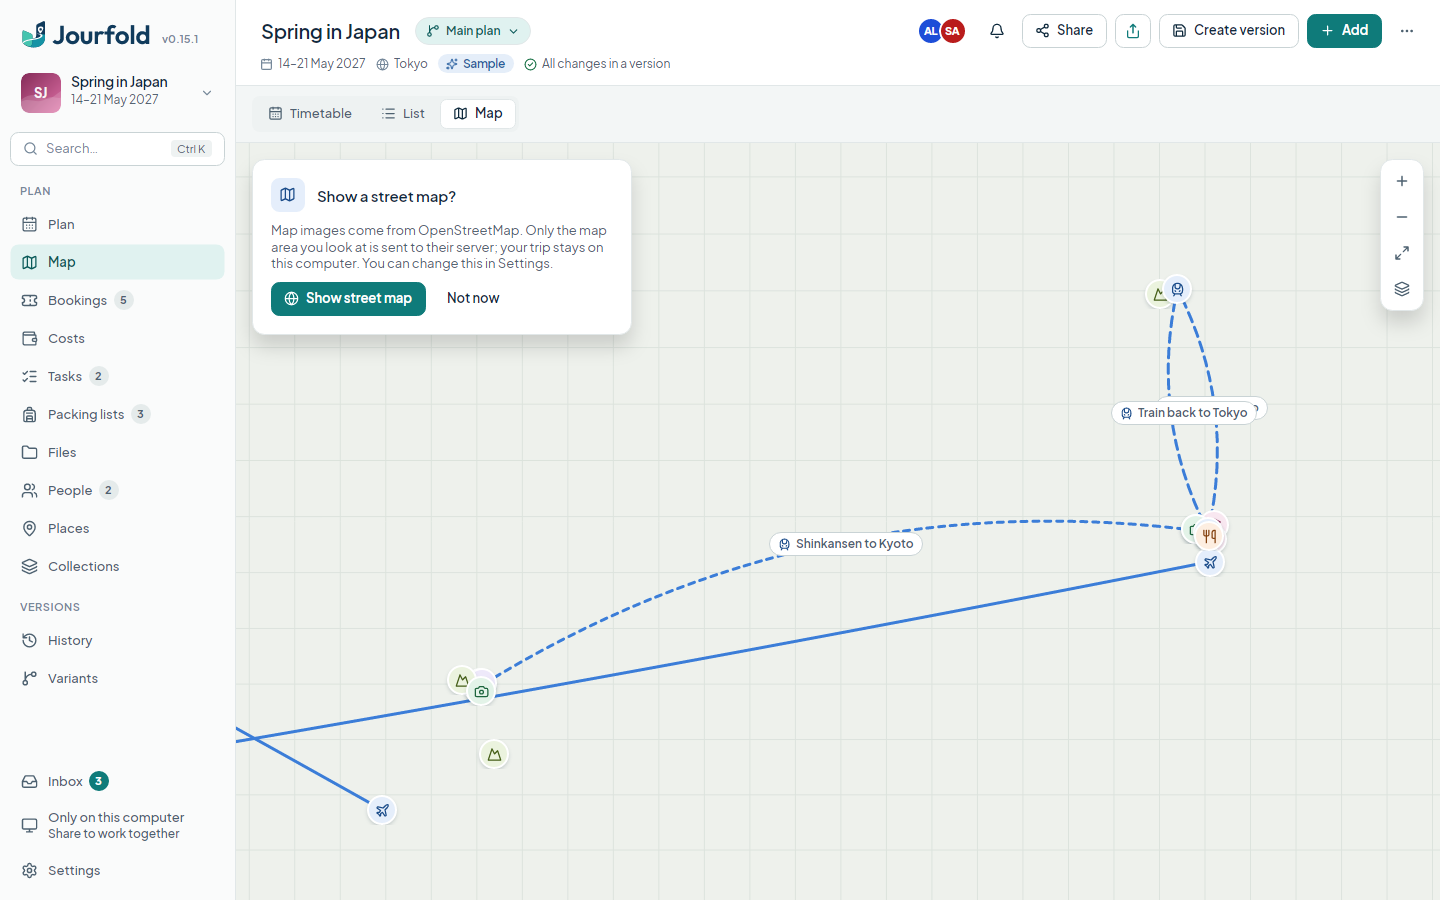 Jourfold v0.15.1
SJ
Spring in Japan
14–21 May 2027
Search...
Ctrl K
PLAN
Plan
Map
Bookings 5
Costs
Tasks 2
Packing lists 3
Files
People 2
Places
Collections
VERSIONS
History
Variants
Inbox 3
Only on this computer
Share to work together
Settings
Spring in Japan
Main plan
14–21 May 2027
Tokyo
Sample
All changes in a version
AL
SA
Share
Create version
Add
Timetable
List
Map
Show a street map?
Map images come from OpenStreetMap. Only the map
area you look at is sent to their server; your trip stays on
this computer. You can change this in Settings.
Show street map
Not now
Train back to Tokyo
Shinkansen to Kyoto